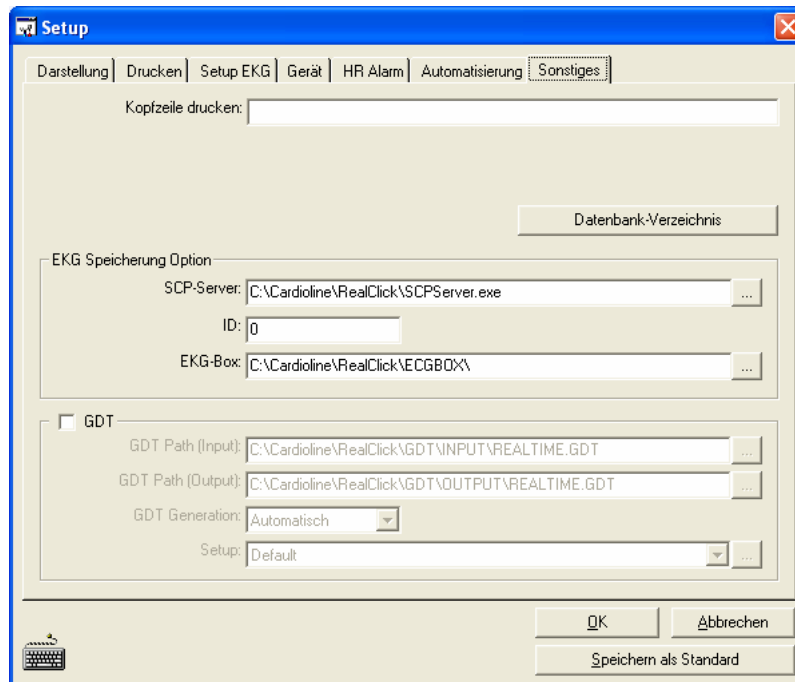 Setup
Darstellung Drucken Setup EKG Gerät HR Alarm Automatisierung Sonstiges
Kopfzeile drucken:
Datenbank-Verzeichnis
EKG Speicherung Option
SCP-Server: C:\Cardioline\RealClick\SCPServer.exe ...
ID: 0
EKG-Box: C:\Cardioline\RealClick\ECGBOX\ ...
GDT
GDT Path (Input): C:\Cardioline\RealClick\GDT\INPUT\REALTIME.GDT ...
GDT Path (Output): C:\Cardioline\RealClick\GDT\OUTPUT\REALTIME.GDT ...
GDT Generation: Automatisch
Setup: Default ...
OK Abbrechen
Speichern als Standard